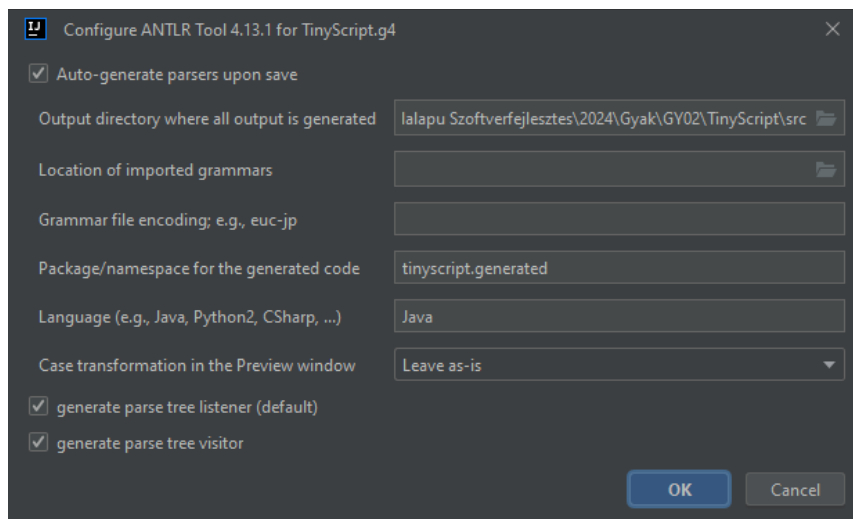 IJ Configure ANTLR Tool 4.13.1 for TinyScript.g4
Auto-generate parsers upon save
Output directory where all output is generated lalapu Szoftverfejlesztes\2024\Gyak\GY02\TinyScript\src
Location of imported grammars
Grammar file encoding; e.g., euc-jp
Package/namespace for the generated code tinyscript.generated
Language (e.g., Java, Python2, CSharp, ...) Java
Case transformation in the Preview window Leave as-is
generate parse tree listener (default)
generate parse tree visitor
OK Cancel